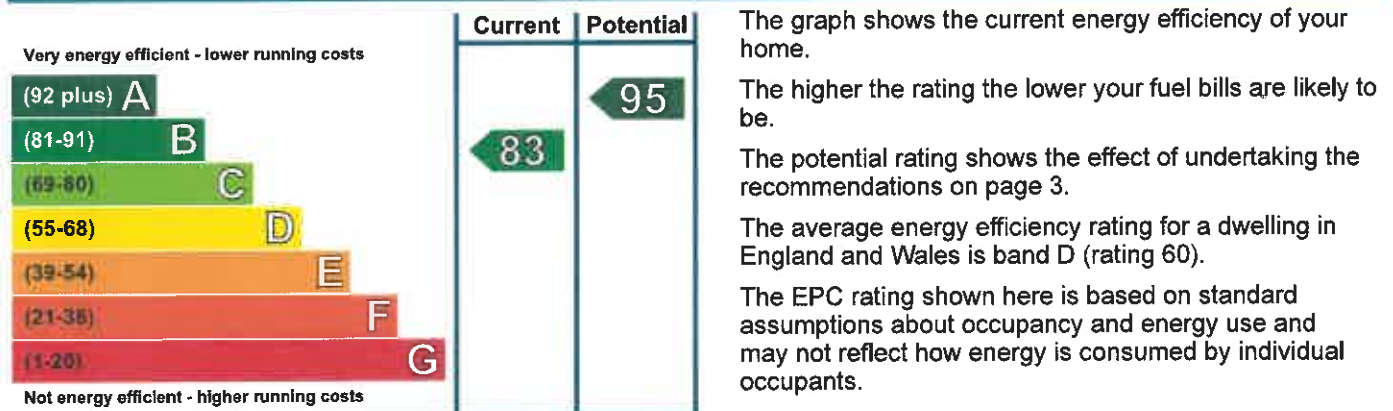 Current Potential
Very energy efficient - lower running costs
(92 plus) A
95
(81-91) B
83
(69-80) C
(55-68) D
(39-54) E
(21-38) F
(1-20) G
Not energy efficient - higher running costs
The graph shows the current energy efficiency of your
home.
The higher the rating the lower your fuel bills are likely to
be.
The potential rating shows the effect of undertaking the
recommendations on page 3.
The average energy efficiency rating for a dwelling in
England and Wales is band D (rating 60).
The EPC rating shown here is based on standard
assumptions about occupancy and energy use and
may not reflect how energy is consumed by individual
occupants.